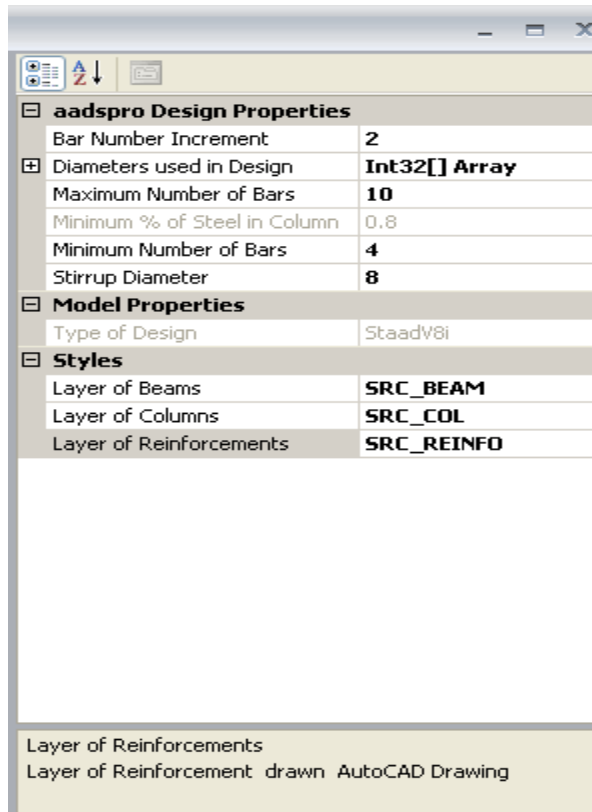 aadspro Design Properties
Bar Number Increment 2
Diameters used in Design Int32[] Array
Maximum Number of Bars 10
Minimum % of Steel in Column 0.8
Minimum Number of Bars 4
Stirrup Diameter 8
Model Properties
Type of Design StaadV8i
Styles
Layer of Beams SRC_BEAM
Layer of Columns SRC_COL
Layer of Reinforcements SRC_REINFO
Layer of Reinforcements
Layer of Reinforcement drawn AutoCAD Drawing